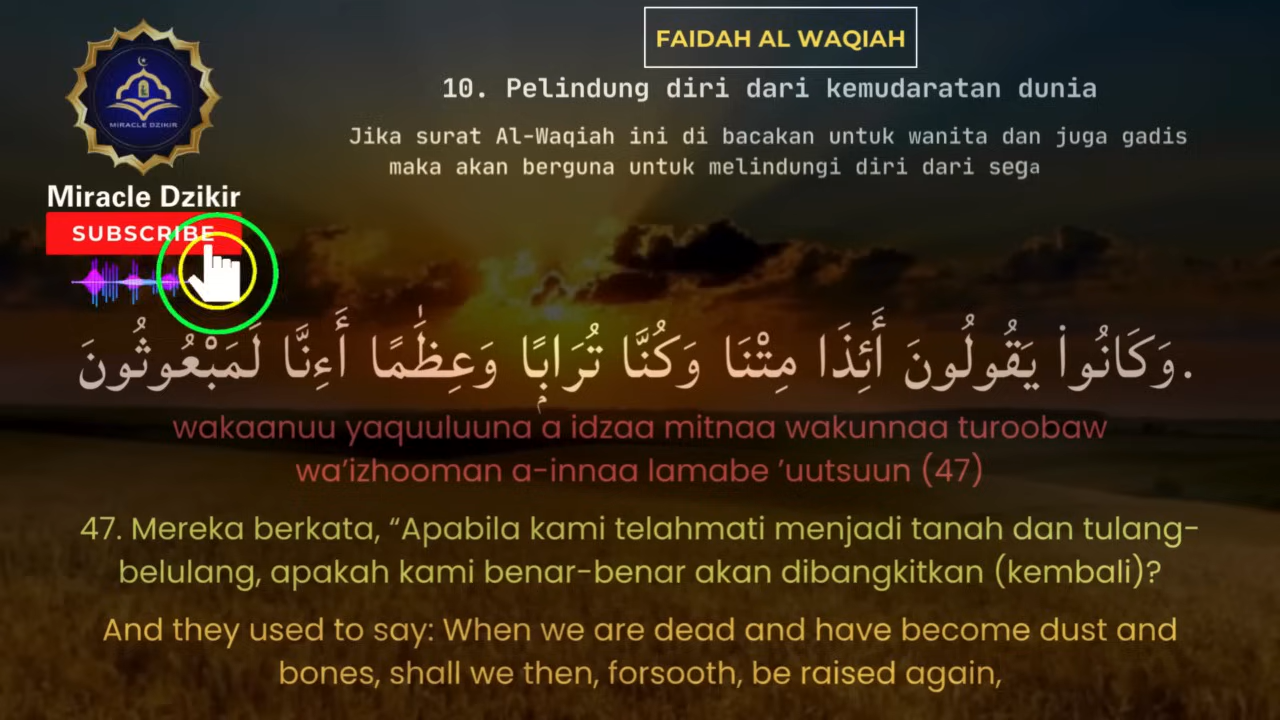 FAIDAH AL WAQIAH
10. Pelindung diri dari kemudaratan dunia
Jika surat Al-Waqiah ini di bacakan untuk wanita dan juga gadis
maka akan berguna untuk melindungi diri dari sega
MIRACLE DZIKIR
Miracle Dzikir
SUBSCRIBE
وَكَانُوا۟ يَقُولُونَ أَئِذَا مِتْنَا وَكُنَّا تُرَابًۭا وَعِظَٰمًا أَءِنَّا لَمَبْعُوثُونَ.
wakaanuu yaquuluuna a idzaa mitnaa wakunnaa turoobaw
wa’izhooman a-innaa lamabe ’uutsuun (47)
47. Mereka berkata, “Apabila kami telahmati menjadi tanah dan tulang-
belulang, apakah kami benar-benar akan dibangkitkan (kembali)?
And they used to say: When we are dead and have become dust and
bones, shall we then, forsooth, be raised again,